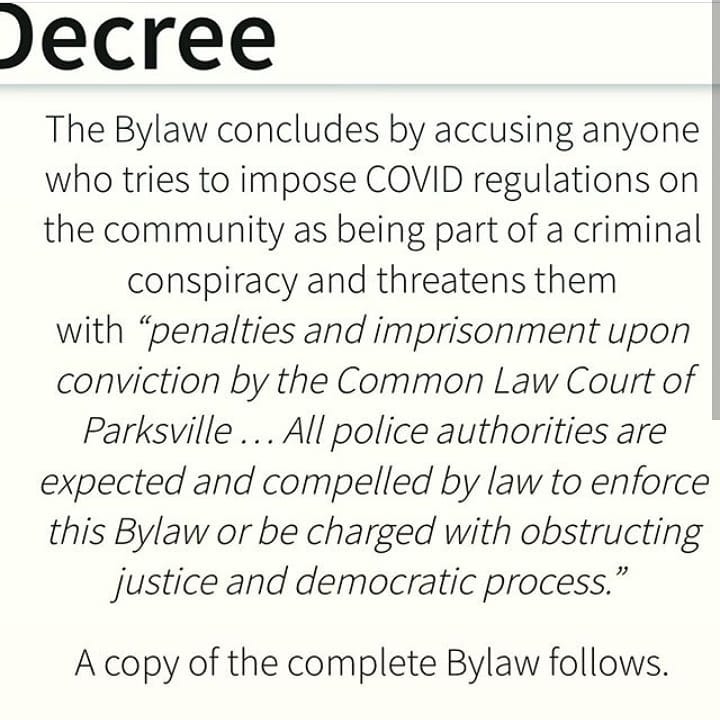 Decree
The Bylaw concludes by accusing anyone
who tries to impose COVID regulations on
the community as being part of a criminal
conspiracy and threatens them
with “penalties and imprisonment upon
conviction by the Common Law Court of
Parksville … All police authorities are
expected and compelled by law to enforce
this Bylaw or be charged with obstructing
justice and democratic process.”
A copy of the complete Bylaw follows.